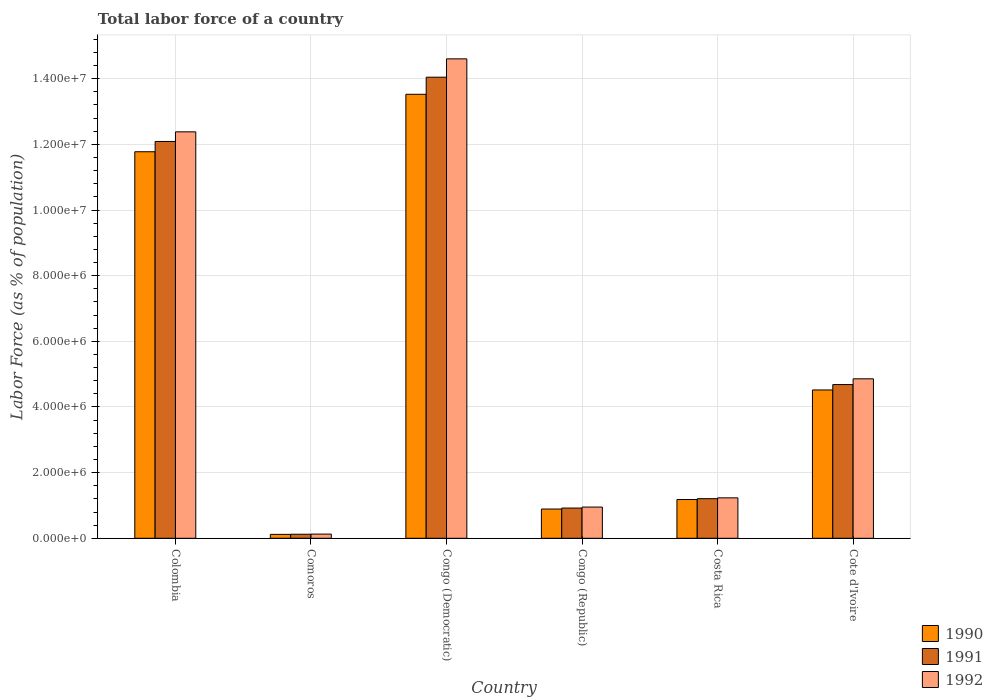 Total labor force of a country
Labor Force (as % of population)
1.400e+7
1.200e+7
1.000e+7
8.000e+6
6.000e+6
4.000e+6
2.000e+6
0.000e+0
Colombia
Comoros
Congo (Democratic)
Congo (Republic)
Costa Rica
Cote d'Ivoire
Country
1990
1991
1992